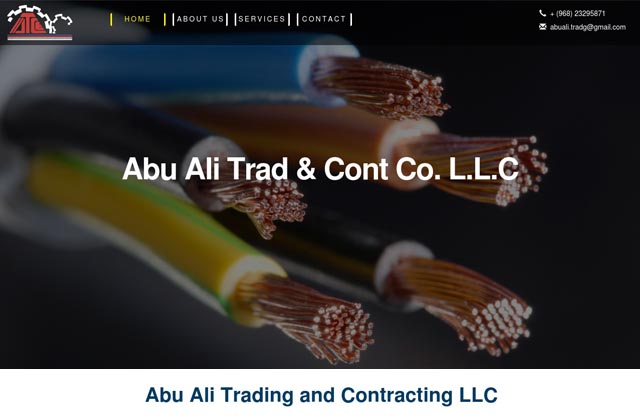 HOME
ABOUT US
SERVICES
CONTACT
+ (968) 23295871
abuali.tradg@gmail.com
Abu Ali Trad & Cont Co. L.L.C
Abu Ali Trading and Contracting LLC